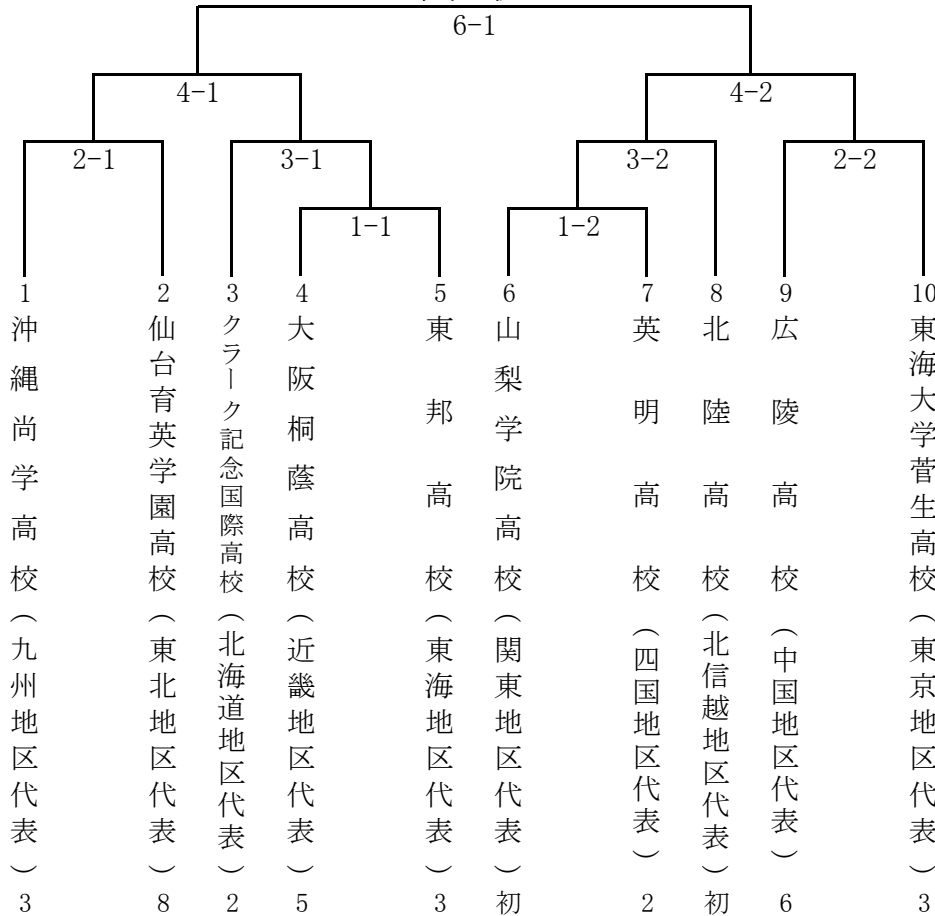 6-1
4-1
4-2
2-1
3-1
3-2
2-2
1-1
1-2
1
2
3
4
5
6
7
8
9
10
沖縄尚学高校(九州地区代表)
仙台育英学園高校(東北地区代表)
クラーク記念国際高校(北海道地区代表)
大阪桐蔭高校(近畿地区代表)
東邦高校(東海地区代表)
山梨学院高校(関東地区代表)
英明高校(四国地区代表)
北陸高校(北信越地区代表)
広陵高校(中国地区代表)
東海大学菅生高校(東京地区代表)
3
8
2
5
3
初
2
初
6
3